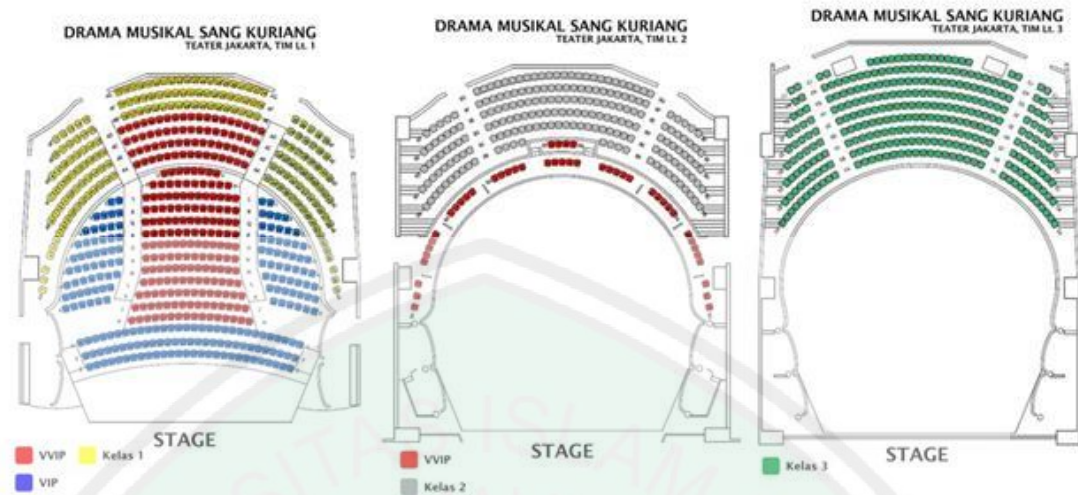 DRAMA MUSIKAL SANG KURIANG
TEATER JAKARTA, TIM Lt. 1
STAGE
VVIP
Kelas 1
VIP
DRAMA MUSIKAL SANG KURIANG
TEATER JAKARTA, TIM Lt. 2
STAGE
VVIP
Kelas 2
DRAMA MUSIKAL SANG KURIANG
TEATER JAKARTA, TIM Lt. 3
STAGE
Kelas 3
SITAS ISLAM